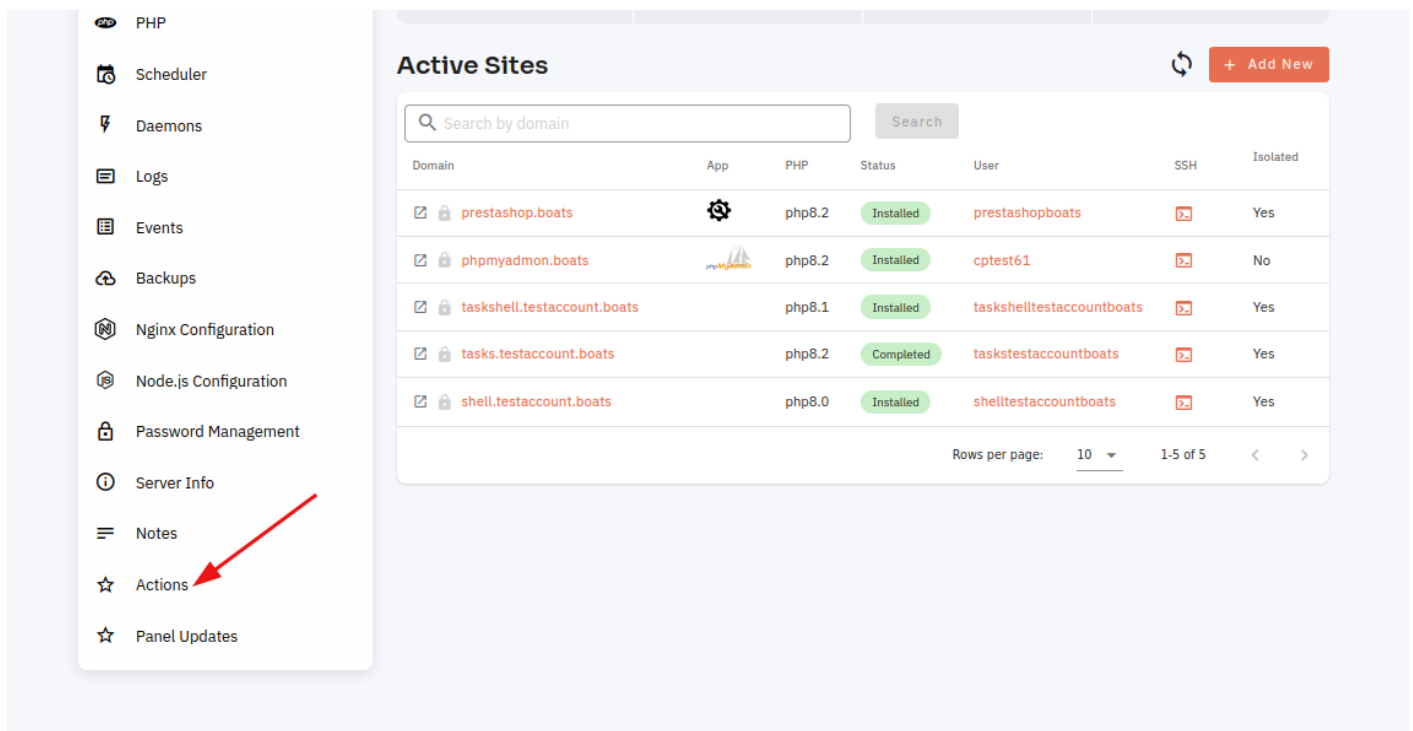 PHP
Scheduler
Daemons
Logs
Events
Backups
Nginx Configuration
Node.js Configuration
Password Management
Server Info
Notes
Actions
Panel Updates
Active Sites
+ Add New
Search by domain
Search
Domain App PHP Status User SSH Isolated
prestashop.boats php8.2 Installed prestashopboats Yes
phpmyadmon.boats phpMyAdmin php8.2 Installed cptest61 No
taskshell.testaccount.boats php8.1 Installed taskshelltestaccountboats Yes
tasks.testaccount.boats php8.2 Completed taskstestaccountboats Yes
shell.testaccount.boats php8.0 Installed shelltestaccountboats Yes
Rows per page: 10 1-5 of 5